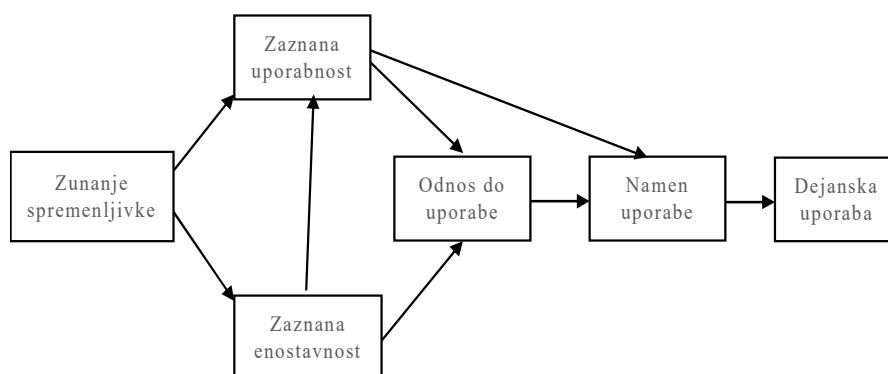 Zaznana
uporabnost
Zunanje
spremenljivke
Odnos do
uporabe
Namen
uporabe
Dejanska
uporaba
Zaznana
enostavnost